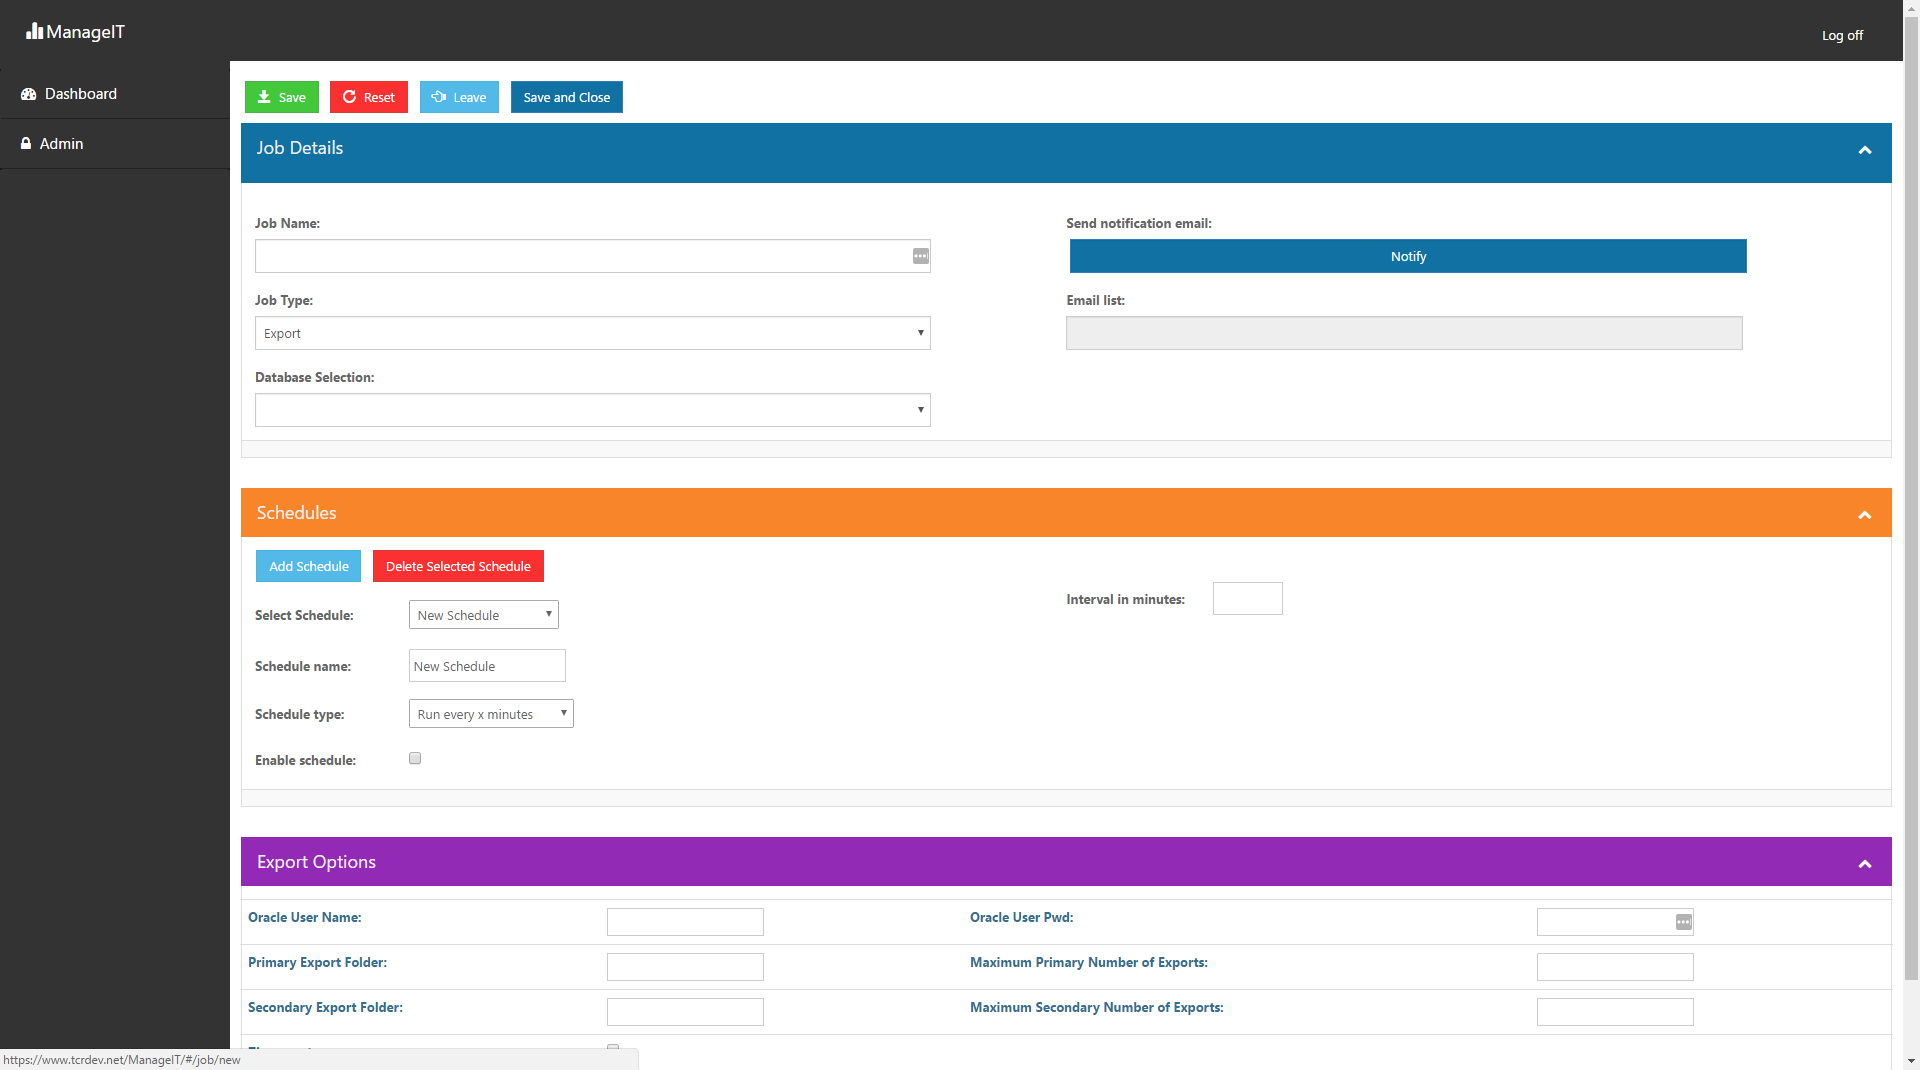 ManageIT
Log off
Dashboard
Admin
Save
Reset
Leave
Save and Close
Job Details
Job Name:
Send notification email:
Notify
Job Type:
Email list:
Export
Database Selection:
Schedules
Add Schedule
Delete Selected Schedule
Interval in minutes:
Select Schedule:
New Schedule
Schedule name:
New Schedule
Schedule type:
Run every x minutes
Enable schedule:
Export Options
Oracle User Name:
Oracle User Pwd:
Primary Export Folder:
Maximum Primary Number of Exports:
Secondary Export Folder:
Maximum Secondary Number of Exports:
https://www.tcrdev.net/ManageIT/#/job/new